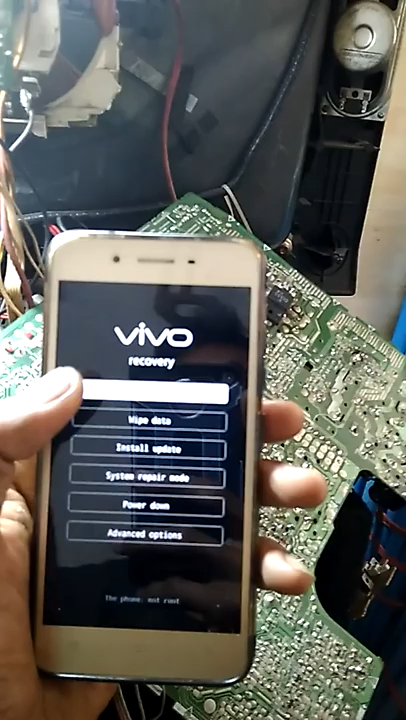 vivo
recovery
Wipe data
Install update
System repair mode
Power down
Advanced options
The phone: not root